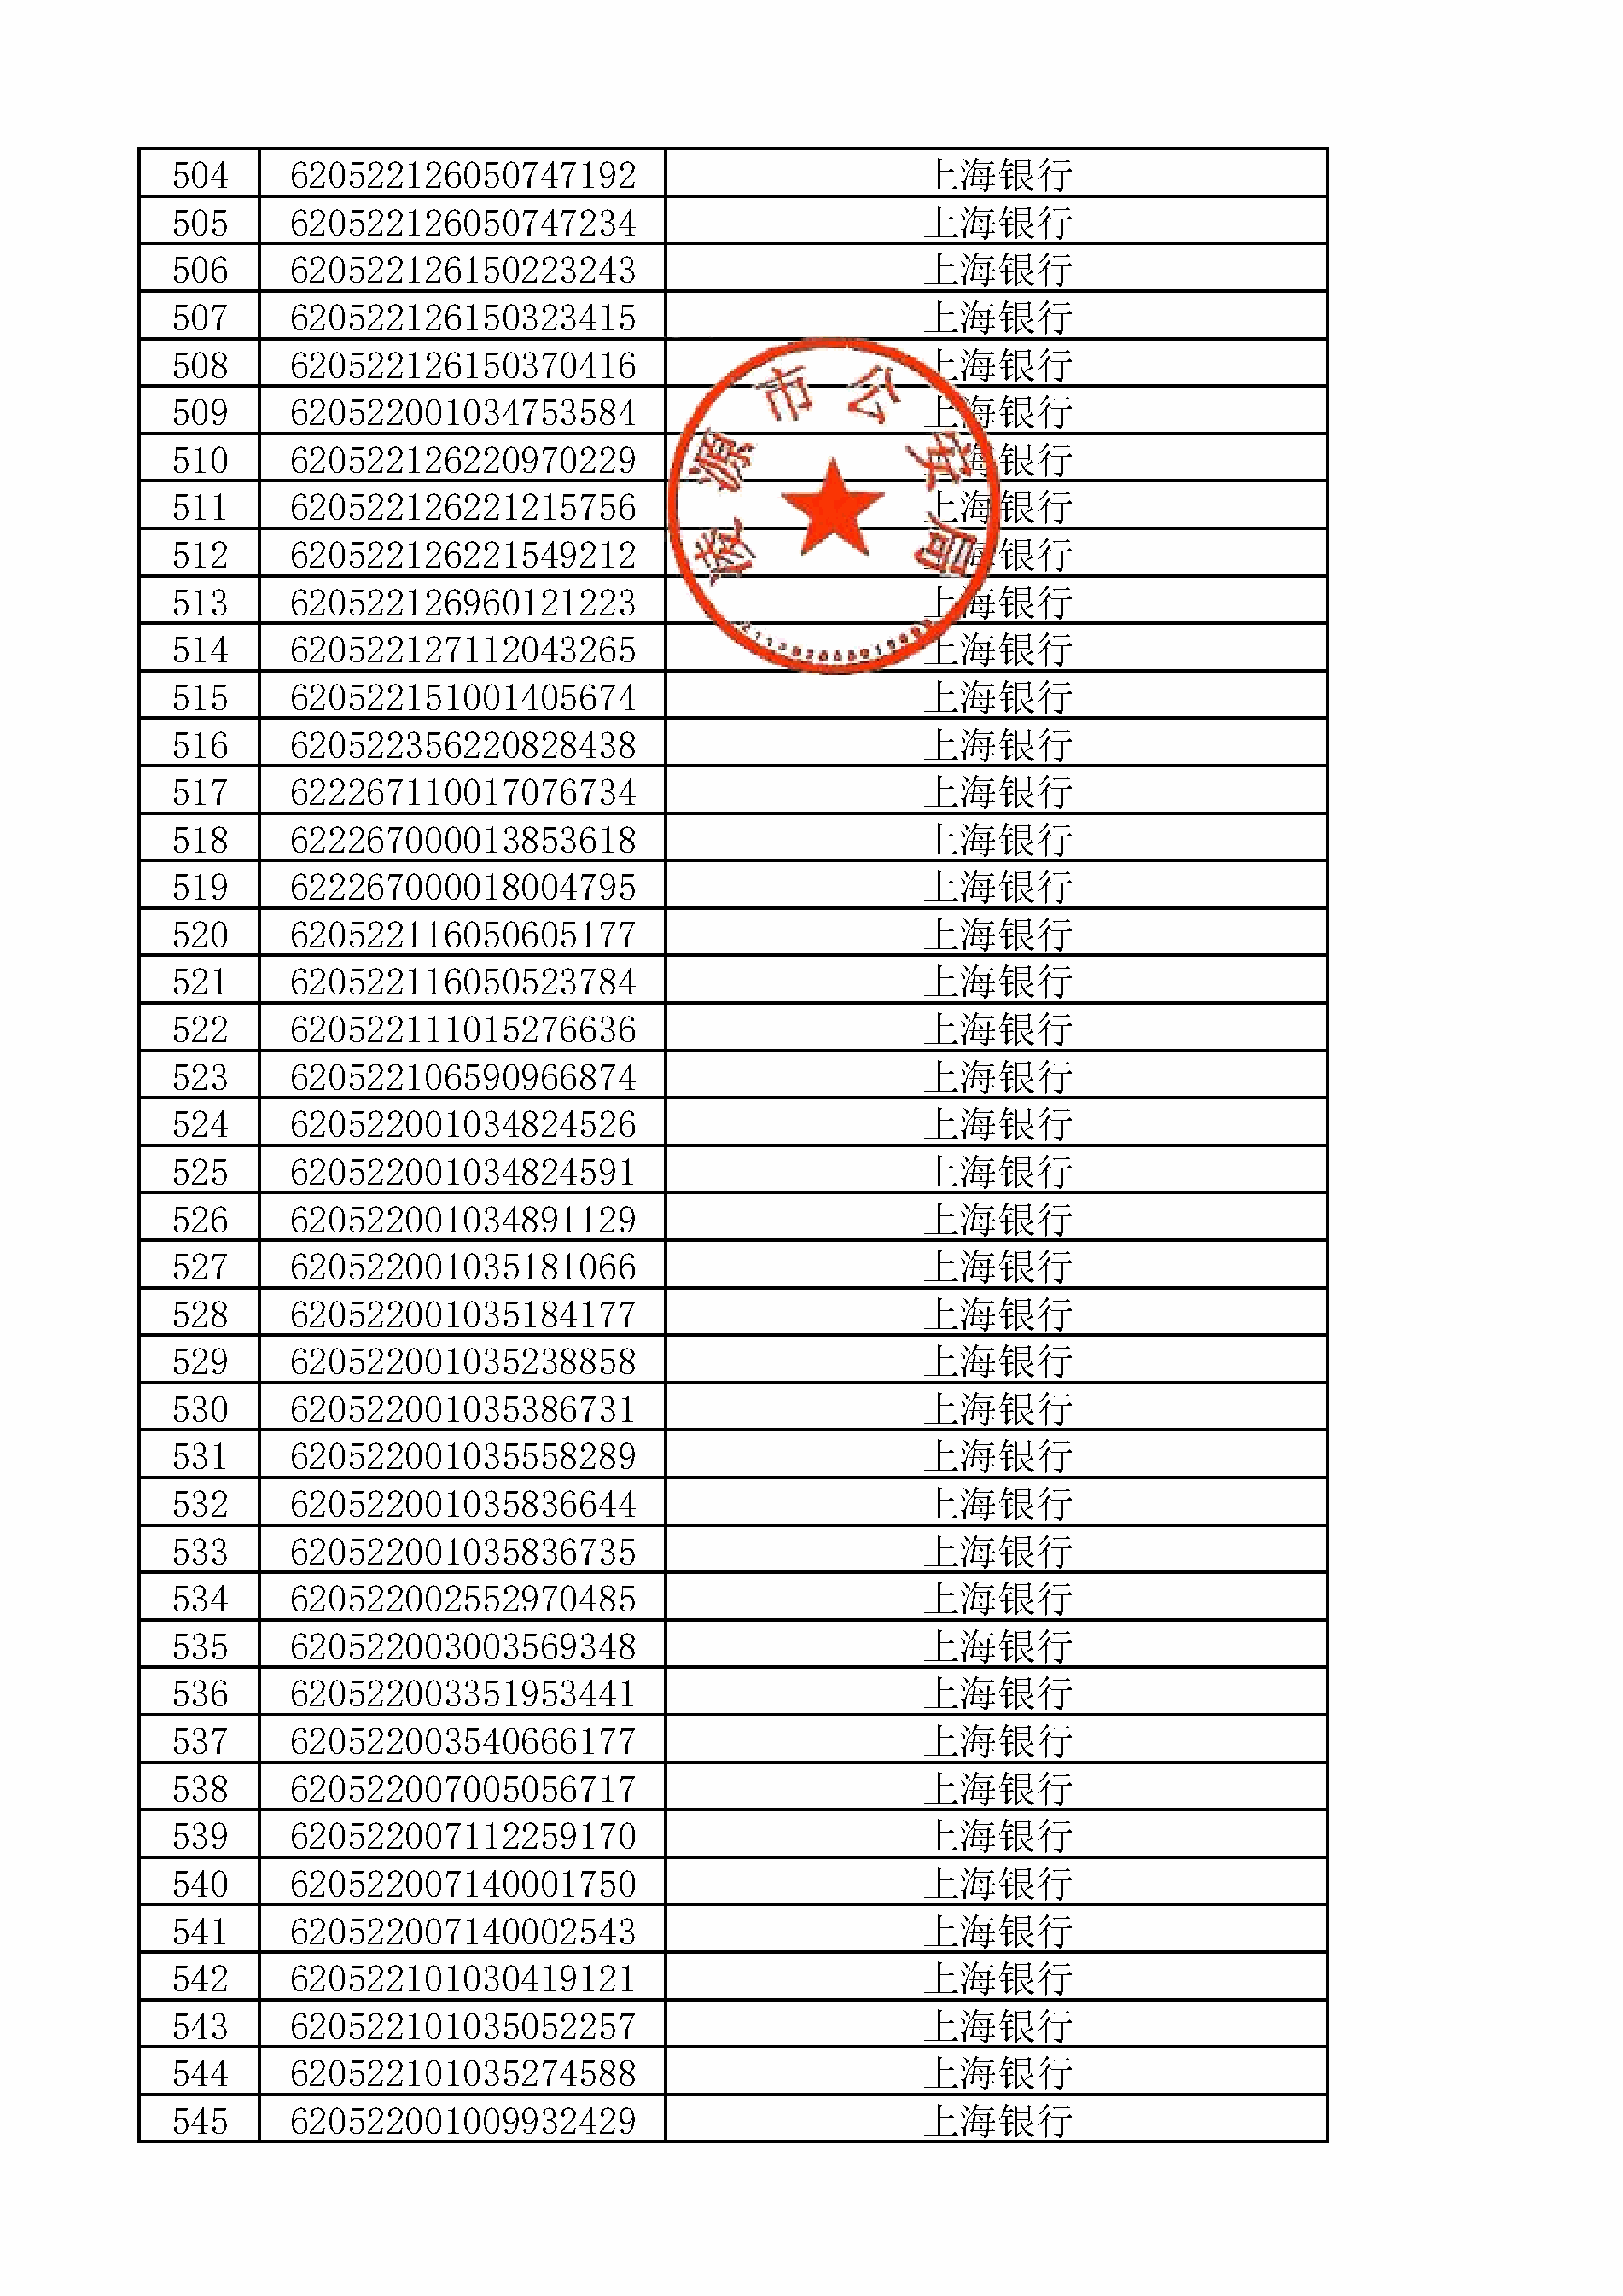 504 620522126050747192 上海银行
505 620522126050747234 上海银行
506 620522126150223243 上海银行
507 620522126150323415 上海银行
508 620522126150370416 上海银行
509 620522001034753584 上海银行
510 620522126220970229 上海银行
511 620522126221215756 上海银行
512 620522126221549212 上海银行
513 620522126960121223 上海银行
514 620522127112043265 上海银行
凌源市公安局
515 620522151001405674 上海银行
516 620522356220828438 上海银行
517 622267110017076734 上海银行
518 622267000013853618 上海银行
519 622267000018004795 上海银行
520 620522116050605177 上海银行
521 620522116050523784 上海银行
522 620522111015276636 上海银行
523 620522106590966874 上海银行
524 620522001034824526 上海银行
525 620522001034824591 上海银行
526 620522001034891129 上海银行
527 620522001035181066 上海银行
528 620522001035184177 上海银行
529 620522001035238858 上海银行
530 620522001035386731 上海银行
531 620522001035558289 上海银行
532 620522001035836644 上海银行
533 620522001035836735 上海银行
534 620522002552970485 上海银行
535 620522003003569348 上海银行
536 620522003351953441 上海银行
537 620522003540666177 上海银行
538 620522007005056717 上海银行
539 620522007112259170 上海银行
540 620522007140001750 上海银行
541 620522007140002543 上海银行
542 620522101030419121 上海银行
543 620522101035052257 上海银行
544 620522101035274588 上海银行
545 620522001009932429 上海银行